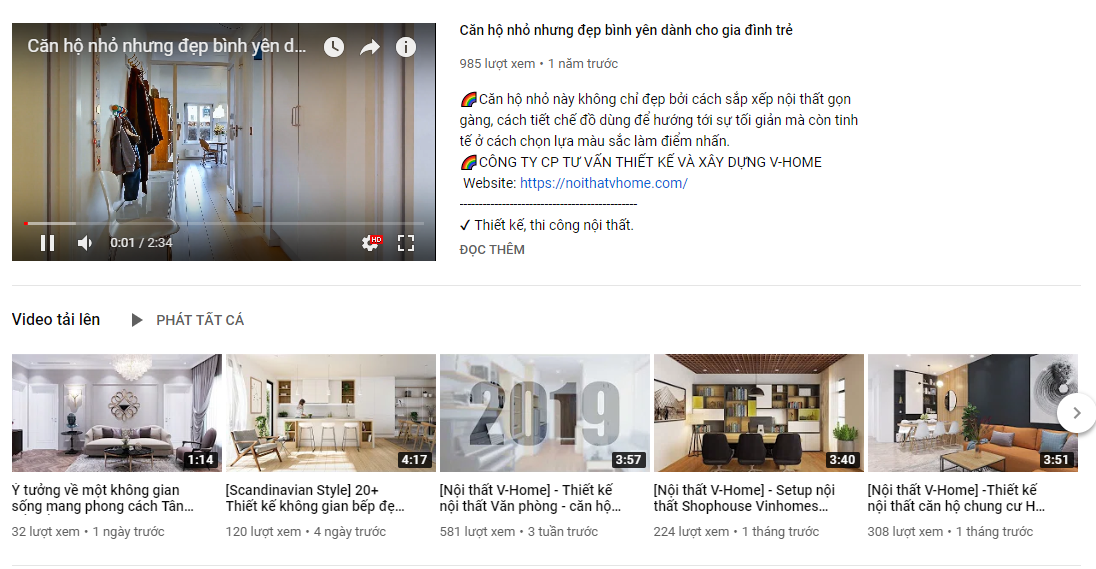 Căn hộ nhỏ nhưng đẹp bình yên d...
0:01 / 2:34
HD
Căn hộ nhỏ nhưng đẹp bình yên dành cho gia đình trẻ
985 lượt xem • 1 năm trước
🌈Căn hộ nhỏ này không chỉ đẹp bởi cách sắp xếp nội thất gọn
gàng, cách tiết chế đồ dùng để hướng tới sự tối giản mà còn tinh
tế ở cách chọn lựa màu sắc làm điểm nhấn.
🌈CÔNG TY CP TƯ VẤN THIẾT KẾ VÀ XÂY DỰNG V-HOME
Website: https://noithatvhome.com/
----------------------------------------------
✓ Thiết kế, thi công nội thất.
ĐỌC THÊM
Video tải lên
PHÁT TẤT CẢ
1:14
Ý tưởng về một không gian
sống mang phong cách Tân...
32 lượt xem • 1 ngày trước
4:17
[Scandinavian Style] 20+
Thiết kế không gian bếp đẹ...
120 lượt xem • 4 ngày trước
2019
3:57
[Nội thất V-Home] - Thiết kế
nội thất Văn phòng - căn hộ...
581 lượt xem • 3 tuần trước
3:40
[Nội thất V-Home] - Setup nội
thất Shophouse Vinhomes...
224 lượt xem • 1 tháng trước
3:51
[Nội thất V-Home] -Thiết kế
nội thất căn hộ chung cư H...
308 lượt xem • 1 tháng trước